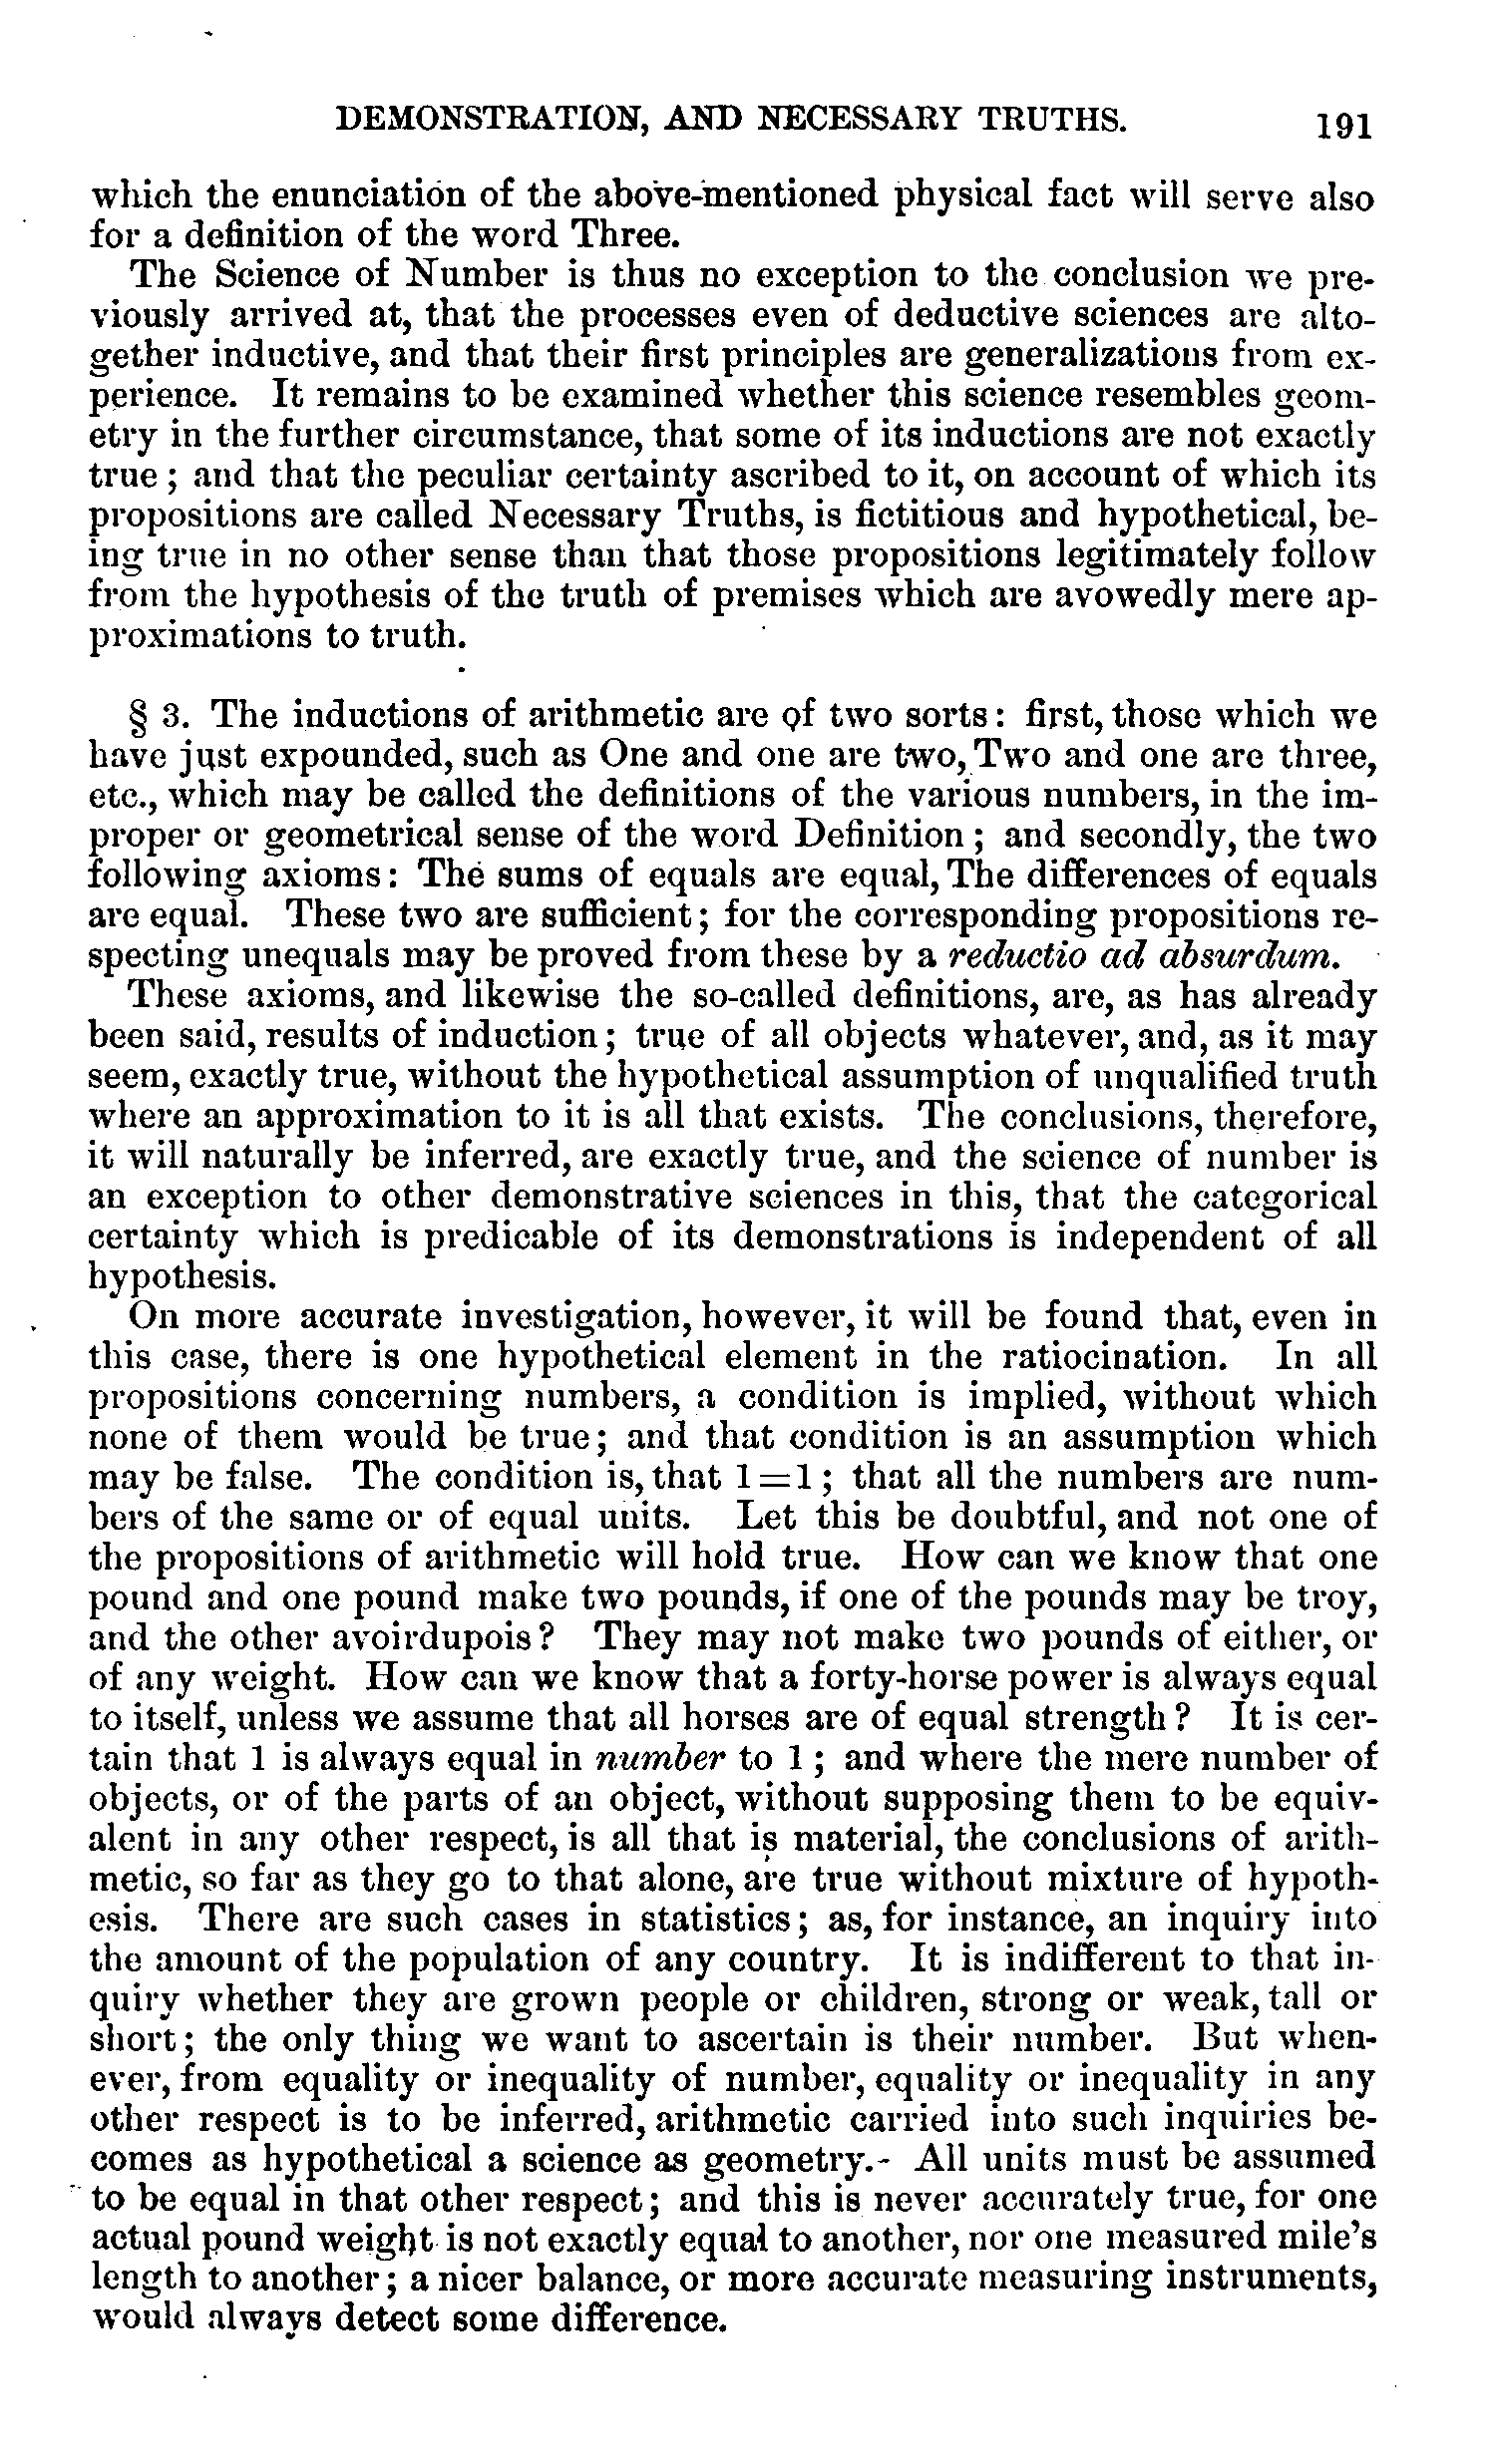 DEMONSTRATION, AND NECESSARY TRUTHS. 191
which the enunciation of the above-mentioned physical fact will serve also
for a definition of the word Three.
The Science of Number is thus no exception to the conclusion we pre-
viously arrived at, that the processes even of deductive sciences are alto-
gether inductive, and that their first principles are generalizations from ex-
perience. It remains to be examined whether this science resembles geom-
etry in the further circumstance, that some of its inductions are not exactly
true; and that the peculiar certainty ascribed to it, on account of which its
propositions are called Necessary Truths, is fictitious and hypothetical, be-
ing true in no other sense than that those propositions legitimately follow
from the hypothesis of the truth of premises which are avowedly mere ap-
proximations to truth.
§ 3. The inductions of arithmetic are of two sorts: first, those which we
have just expounded, such as One and one are two, Two and one are three,
etc., which may be called the definitions of the various numbers, in the im-
proper or geometrical sense of the word Definition; and secondly, the two
following axioms: The sums of equals are equal, The differences of equals
are equal. These two are sufficient; for the corresponding propositions re-
specting unequals may be proved from these by a reductio ad absurdum.
These axioms, and likewise the so-called definitions, are, as has already
been said, results of induction; true of all objects whatever, and, as it may
seem, exactly true, without the hypothetical assumption of unqualified truth
where an approximation to it is all that exists. The conclusions, therefore,
it will naturally be inferred, are exactly true, and the science of number is
an exception to other demonstrative sciences in this, that the categorical
certainty which is predicable of its demonstrations is independent of all
hypothesis.
On more accurate investigation, however, it will be found that, even in
this case, there is one hypothetical element in the ratiocination. In all
propositions concerning numbers, a condition is implied, without which
none of them would be true; and that condition is an assumption which
may be false. The condition is, that 1=1; that all the numbers are num-
bers of the same or of equal units. Let this be doubtful, and not one of
the propositions of arithmetic will hold true. How can we know that one
pound and one pound make two pounds, if one of the pounds may be troy,
and the other avoirdupois? They may not make two pounds of either, or
of any weight. How can we know that a forty-horse power is always equal
to itself, unless we assume that all horses are of equal strength? It is cer-
tain that 1 is always equal in number to 1; and where the mere number of
objects, or of the parts of an object, without supposing them to be equiv-
alent in any other respect, is all that is material, the conclusions of arith-
metic, so far as they go to that alone, are true without mixture of hypoth-
esis. There are such cases in statistics; as, for instance, an inquiry into
the amount of the population of any country. It is indifferent to that in-
quiry whether they are grown people or children, strong or weak, tall or
short; the only thing we want to ascertain is their number. But when-
ever, from equality or inequality of number, equality or inequality in any
other respect is to be inferred, arithmetic carried into such inquiries be-
comes as hypothetical a science as geometry. All units must be assumed
to be equal in that other respect; and this is never accurately true, for one
actual pound weight is not exactly equal to another, nor one measured mile's
length to another; a nicer balance, or more accurate measuring instruments,
would always detect some difference.